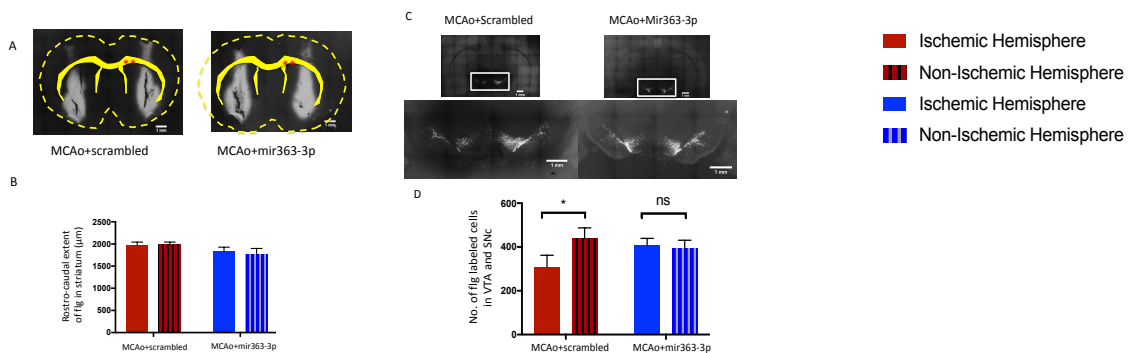 A
1 mm
1 mm
MCAo+scrambled
MCAo+mir363-3p
B
Rostro-caudal extent
of flg in striatum (μm)
2500
2000
1500
1000
500
0
MCAo+scrambled
MCAo+mir363-3p
C
MCAo+Scrambled
MCAo+Mir363-3p
1 mm
1 mm
1 mm
1 mm
D
No. of flg labeled cells
in VTA and SNc
600
400
200
0
*
ns
MCAo+scrambled
MCAo+mir363-3p
Ischemic Hemisphere
Non-Ischemic Hemisphere
Ischemic Hemisphere
Non-Ischemic Hemisphere